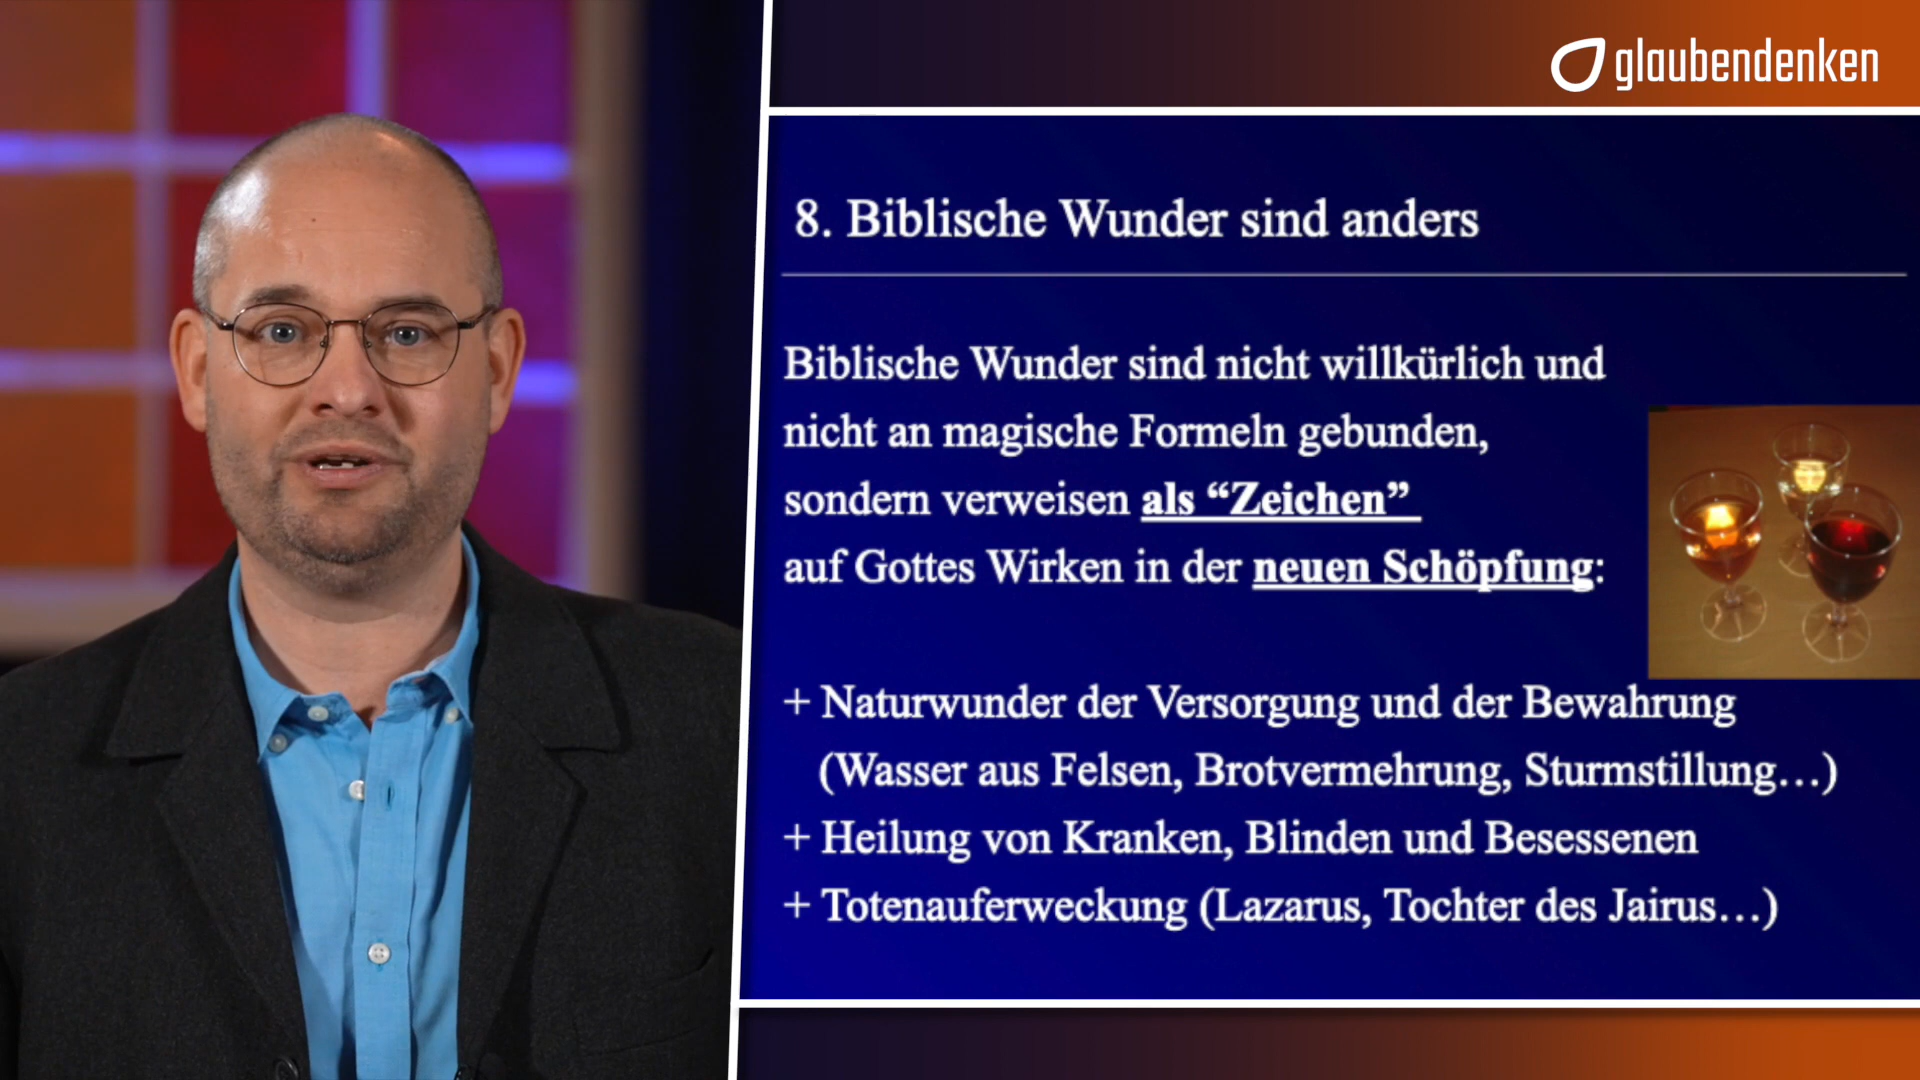 glaubendenken
8. Biblische Wunder sind anders
Biblische Wunder sind nicht willkürlich und
nicht an magische Formeln gebunden,
sondern verweisen als “Zeichen”
auf Gottes Wirken in der neuen Schöpfung:
+ Naturwunder der Versorgung und der Bewahrung
(Wasser aus Felsen, Brotvermehrung, Sturmstillung…)
+ Heilung von Kranken, Blinden und Besessenen
+ Totenauferweckung (Lazarus, Tochter des Jairus…)